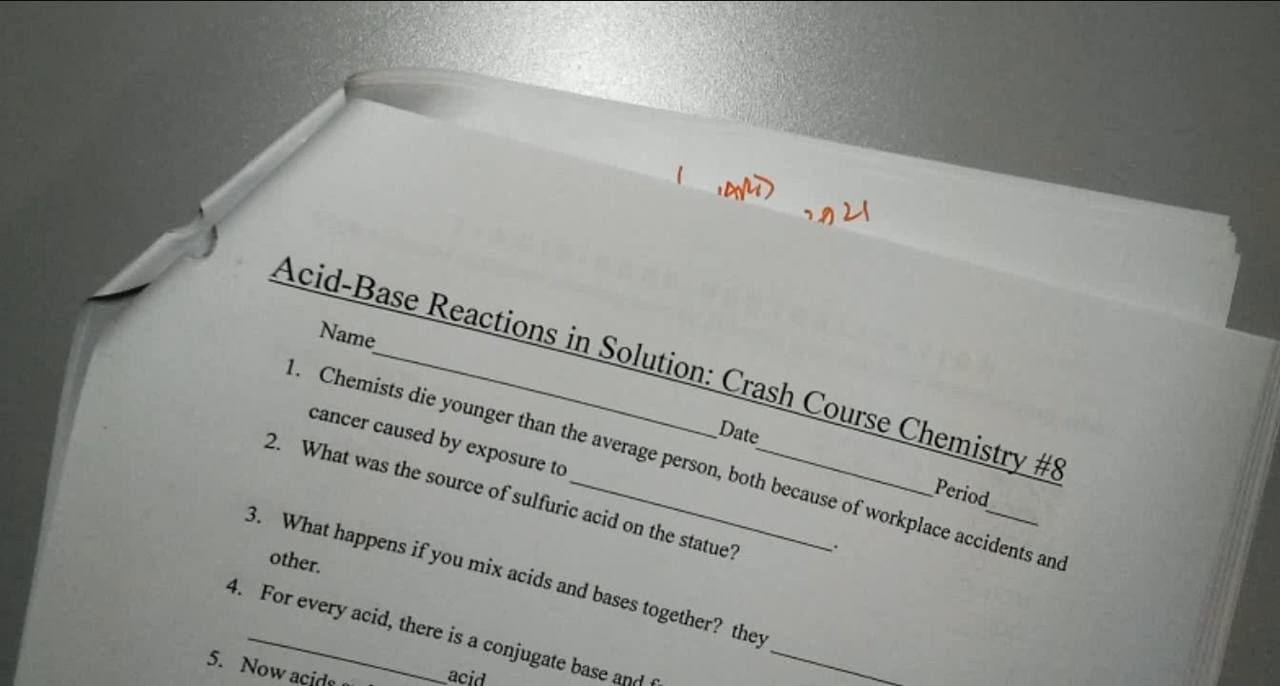 2021
Acid-Base Reactions in Solution: Crash Course Chemistry #8
Name Date Period
1. Chemists die younger than the average person, both because of workplace accidents and
cancer caused by exposure to .
2. What was the source of sulfuric acid on the statue?
3. What happens if you mix acids and bases together? they
other.
4. For every acid, there is a conjugate base and
acid
5. Now acids